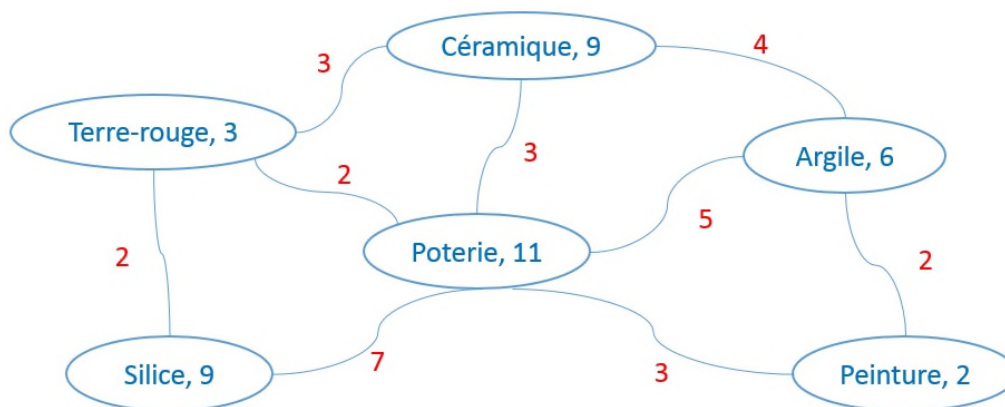 Céramique, 9
4
3
Terre-rouge, 3
3
Argile, 6
2
5
Poterie, 11
2
2
7
3
Silice, 9
Peinture, 2